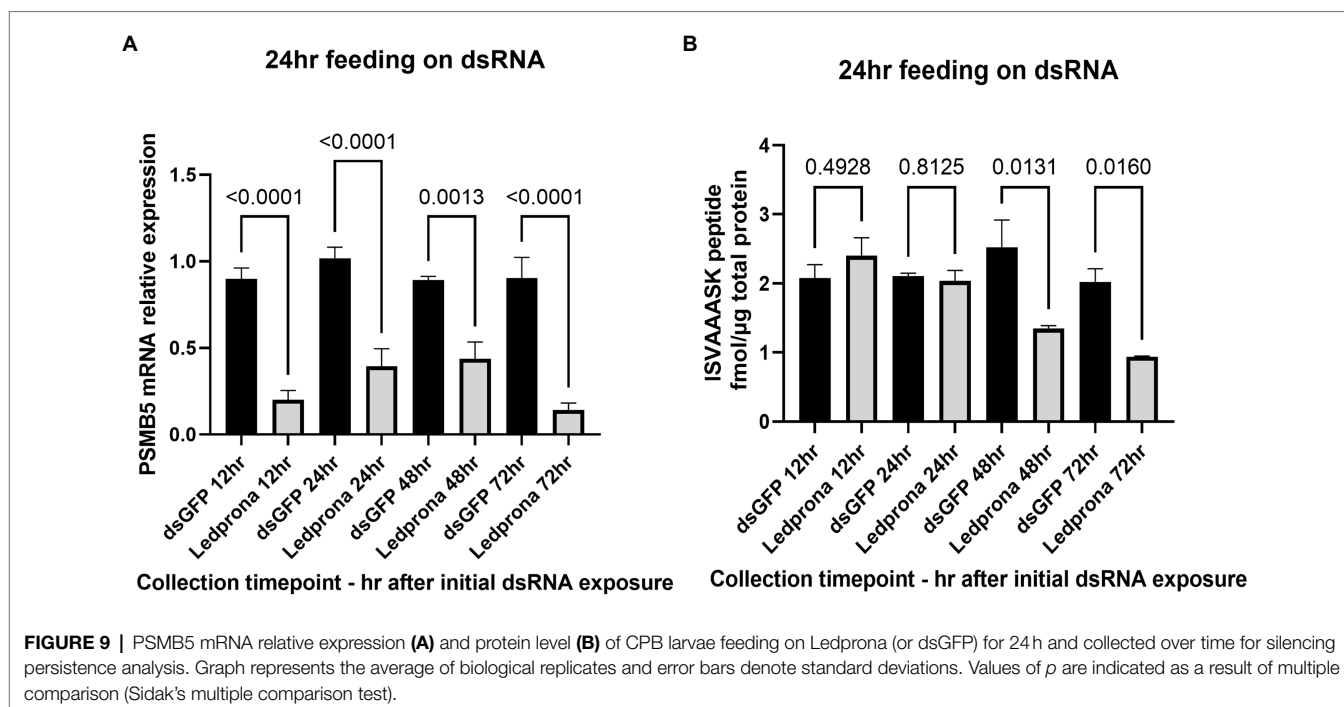 A
24hr feeding on dsRNA
PSMB5 mRNA relative expression
1.5
1.0
0.5
0.0
<0.0001
<0.0001
0.0013
<0.0001
dsGFP 12hr
Ledprona 12hr
dsGFP 24hr
Ledprona 24hr
dsGFP 48hr
Ledprona 48hr
dsGFP 72hr
Ledprona 72hr
Collection timepoint - hr after initial dsRNA exposure
B
24hr feeding on dsRNA
ISVAAASK peptide
fmol/µg total protein
4
3
2
1
0
0.4928
0.8125
0.0131
0.0160
dsGFP 12hr
Ledprona 12hr
dsGFP 24hr
Ledprona 24hr
dsGFP 48hr
Ledprona 48hr
dsGFP 72hr
Ledprona 72hr
Collection timepoint - hr after initial dsRNA exposure
FIGURE 9 | PSMB5 mRNA relative expression (A) and protein level (B) of CPB larvae feeding on Ledprona (or dsGFP) for 24 h and collected over time for silencing
persistence analysis. Graph represents the average of biological replicates and error bars denote standard deviations. Values of p are indicated as a result of multiple
comparison (Sidak's multiple comparison test).